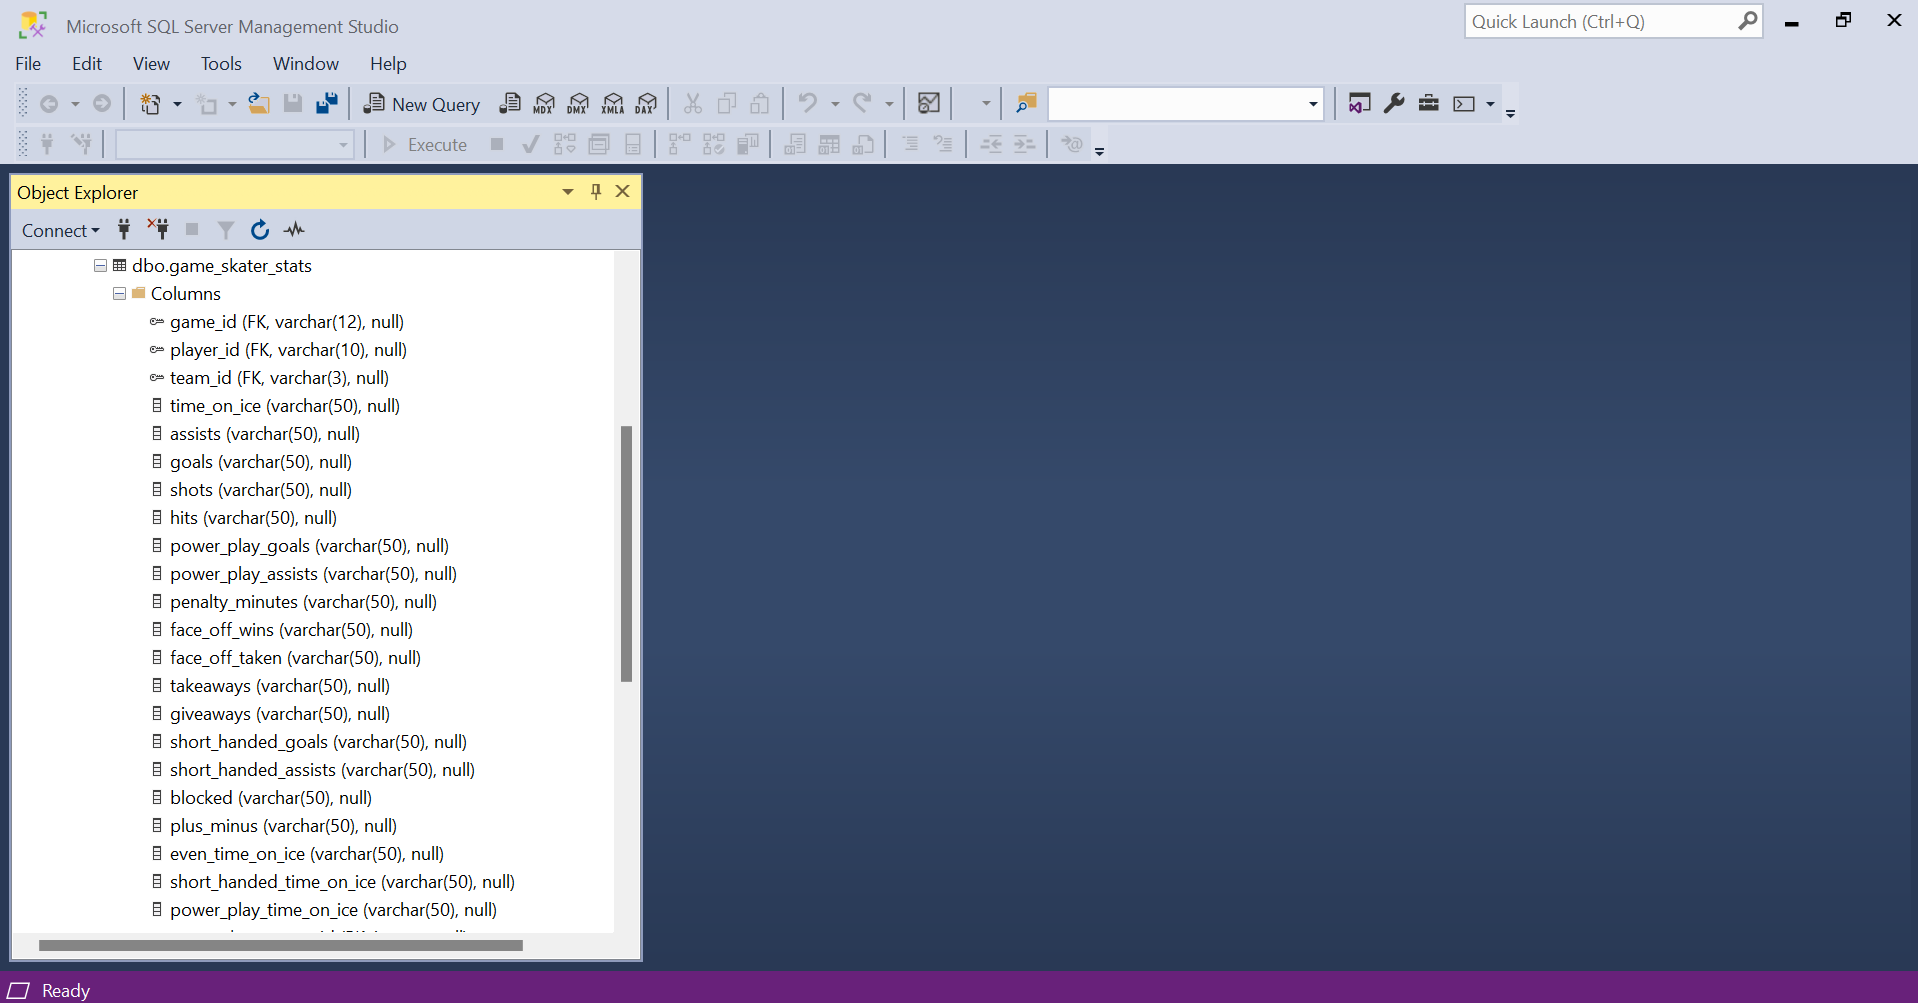 Microsoft SQL Server Management Studio
Quick Launch (Ctrl+Q)
File Edit View Tools Window Help
New Query MDX DMX XMLA DAX
Execute
Object Explorer
Connect
dbo.game_skater_stats
Columns
game_id (FK, varchar(12), null)
player_id (FK, varchar(10), null)
team_id (FK, varchar(3), null)
time_on_ice (varchar(50), null)
assists (varchar(50), null)
goals (varchar(50), null)
shots (varchar(50), null)
hits (varchar(50), null)
power_play_goals (varchar(50), null)
power_play_assists (varchar(50), null)
penalty_minutes (varchar(50), null)
face_off_wins (varchar(50), null)
face_off_taken (varchar(50), null)
takeaways (varchar(50), null)
giveaways (varchar(50), null)
short_handed_goals (varchar(50), null)
short_handed_assists (varchar(50), null)
blocked (varchar(50), null)
plus_minus (varchar(50), null)
even_time_on_ice (varchar(50), null)
short_handed_time_on_ice (varchar(50), null)
power_play_time_on_ice (varchar(50), null)
Ready